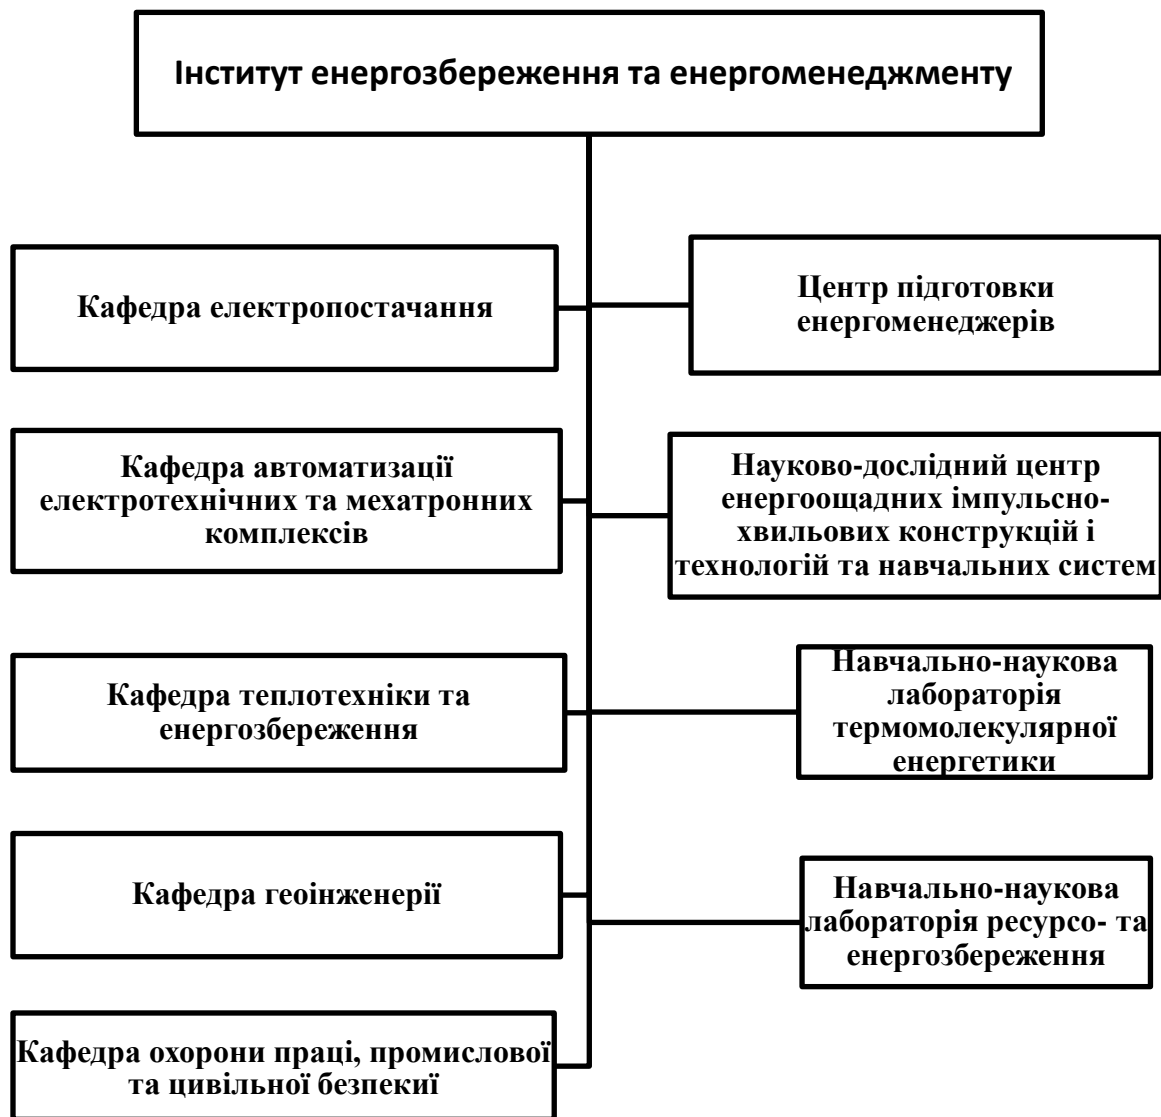 Інститут енергозбереження та енергоменеджменту
Кафедра електропостачання
Центр підготовки
енергоменеджерів
Кафедра автоматизації
електротехнічних та мехатронних
комплексів
Науково-дослідний центр
енергоощадних імпульсно-
хвильових конструкцій і
технологій та навчальних систем
Кафедра теплотехніки та
енергозбереження
Навчально-наукова
лабораторія
термомолекулярної
енергетики
Кафедра геоінженерії
Навчально-наукова
лабораторія ресурсо- та
енергозбереження
Кафедра охорони праці, промислової
та цивільної безпекиї